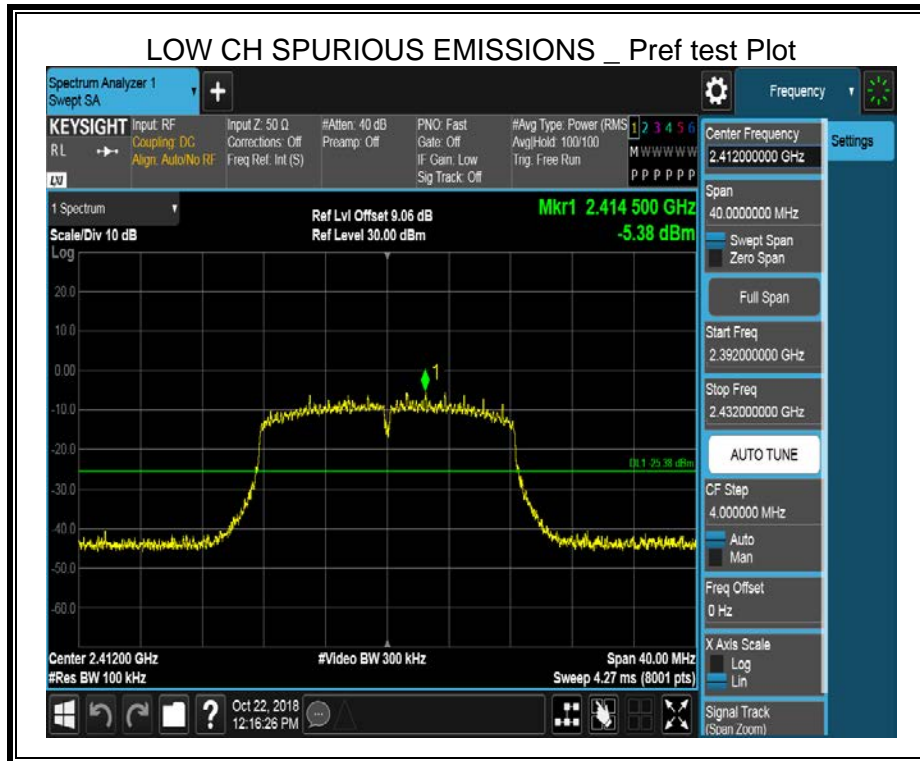 LOW CH SPURIOUS EMISSIONS _ Pref test Plot
Spectrum Analyzer 1
Swept SA
Frequency
KEYSIGHT
RL
LXI
Input: RF
Coupling: DC
Align: Auto/No RF
Input Z: 50 Ω
Corrections: Off
Freq Ref: Int (S)
#Atten: 40 dB
Preamp: Off
PNO: Fast
Gate: Off
IF Gain: Low
Sig Track: Off
#Avg Type: Power (RMS
Avg|Hold: 100/100
Trig: Free Run
1 2 3 4 5 6
M W W W W W
P P P P P P
Settings
1 Spectrum
Scale/Div 10 dB
Ref Lvl Offset 9.06 dB
Ref Level 30.00 dBm
Mkr1 2.414 500 GHz
-5.38 dBm
Log
20.0
10.0
0.00
-10.0
-20.0
-30.0
-40.0
-50.0
-60.0
1
DL1 -25.38 dBm
Center 2.41200 GHz
#Res BW 100 kHz
#Video BW 300 kHz
Span 40.00 MHz
Sweep 4.27 ms (8001 pts)
Center Frequency
2.412000000 GHz
Span
40.0000000 MHz
Swept Span
Zero Span
Full Span
Start Freq
2.392000000 GHz
Stop Freq
2.432000000 GHz
AUTO TUNE
CF Step
4.000000 MHz
Auto
Man
Freq Offset
0 Hz
X Axis Scale
Log
Lin
Signal Track
(Span Zoom)
?
Oct 22, 2018
12:16:26 PM